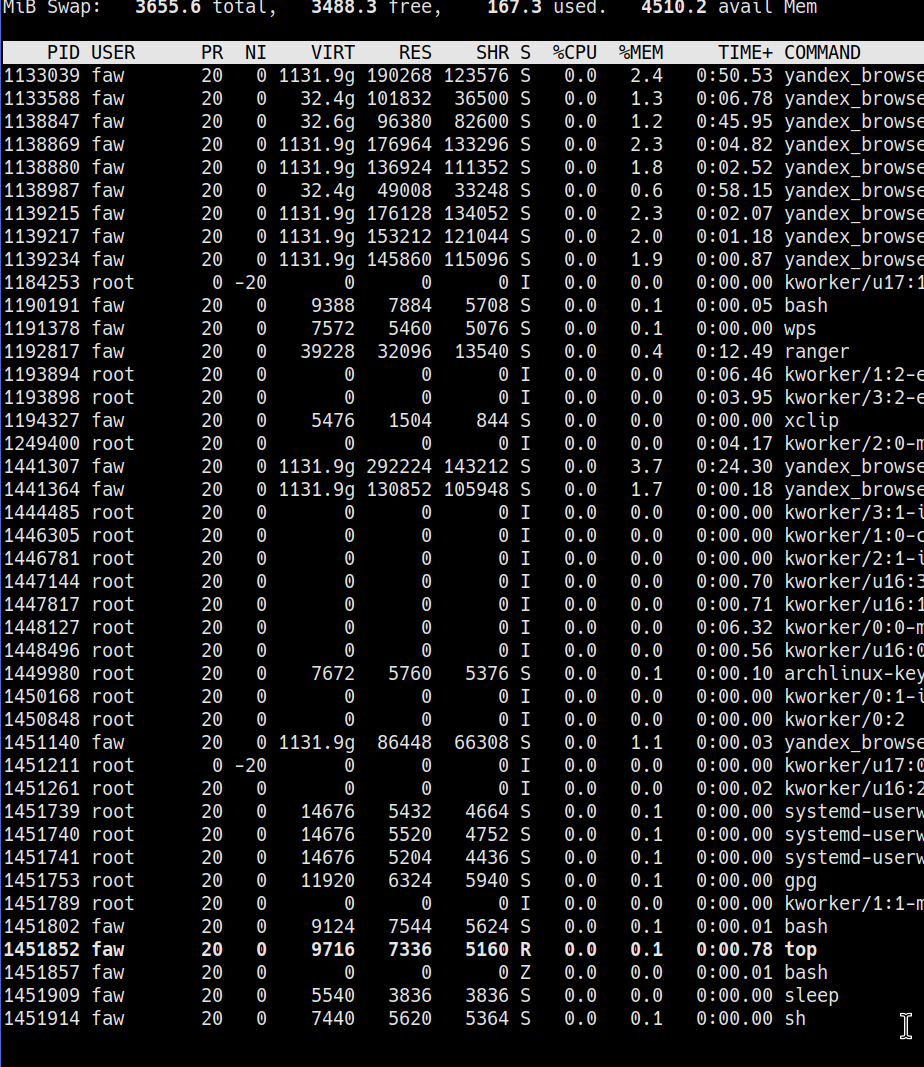 MiB Swap:   3655.6 total,   3488.3 free,    167.3 used.   4510.2 avail Mem
    PID USER      PR  NI    VIRT    RES    SHR S  %CPU  %MEM     TIME+ COMMAND
1133039 faw       20   0 1131.9g 190268 123576 S   0.0   2.4   0:50.53 yandex_browse
1133588 faw       20   0   32.4g 101832  36500 S   0.0   1.3   0:06.78 yandex_browse
1138847 faw       20   0   32.6g  96380  82600 S   0.0   1.2   0:45.95 yandex_browse
1138869 faw       20   0 1131.9g 176964 133296 S   0.0   2.3   0:04.82 yandex_browse
1138880 faw       20   0 1131.9g 136924 111352 S   0.0   1.8   0:02.52 yandex_browse
1138987 faw       20   0   32.4g  49008  33248 S   0.0   0.6   0:58.15 yandex_browse
1139215 faw       20   0 1131.9g 176128 134052 S   0.0   2.3   0:02.07 yandex_browse
1139217 faw       20   0 1131.9g 153212 121044 S   0.0   2.0   0:01.18 yandex_browse
1139234 faw       20   0 1131.9g 145860 115096 S   0.0   1.9   0:00.87 yandex_browse
1184253 root       0 -20       0      0      0 I   0.0   0.0   0:00.00 kworker/u17:1
1190191 faw       20   0    9388   7884   5708 S   0.0   0.1   0:00.05 bash
1191378 faw       20   0    7572   5460   5076 S   0.0   0.1   0:00.00 wps
1192817 faw       20   0   39228  32096  13540 S   0.0   0.4   0:12.49 ranger
1193894 root      20   0       0      0      0 I   0.0   0.0   0:06.46 kworker/1:2-e
1193898 root      20   0       0      0      0 I   0.0   0.0   0:03.95 kworker/3:2-e
1194327 faw       20   0    5476   1504    844 S   0.0   0.0   0:00.00 xclip
1249400 root      20   0       0      0      0 I   0.0   0.0   0:04.17 kworker/2:0-m
1441307 faw       20   0 1131.9g 292224 143212 S   0.0   3.7   0:24.30 yandex_browse
1441364 faw       20   0 1131.9g 130852 105948 S   0.0   1.7   0:00.18 yandex_browse
1444485 root      20   0       0      0      0 I   0.0   0.0   0:00.00 kworker/3:1-i
1446305 root      20   0       0      0      0 I   0.0   0.0   0:00.00 kworker/1:0-c
1446781 root      20   0       0      0      0 I   0.0   0.0   0:00.00 kworker/2:1-i
1447144 root      20   0       0      0      0 I   0.0   0.0   0:00.70 kworker/u16:3
1447817 root      20   0       0      0      0 I   0.0   0.0   0:00.71 kworker/u16:1
1448127 root      20   0       0      0      0 I   0.0   0.0   0:06.32 kworker/0:0-m
1448496 root      20   0       0      0      0 I   0.0   0.0   0:00.56 kworker/u16:0
1449980 root      20   0    7672   5760   5376 S   0.0   0.1   0:00.10 archlinux-key
1450168 root      20   0       0      0      0 I   0.0   0.0   0:00.00 kworker/0:1-i
1450848 root      20   0       0      0      0 I   0.0   0.0   0:00.00 kworker/0:2
1451140 faw       20   0 1131.9g  86448  66308 S   0.0   1.1   0:00.03 yandex_browse
1451211 root       0 -20       0      0      0 I   0.0   0.0   0:00.00 kworker/u17:0
1451261 root      20   0       0      0      0 I   0.0   0.0   0:00.02 kworker/u16:2
1451739 root      20   0   14676   5432   4664 S   0.0   0.1   0:00.00 systemd-userw
1451740 root      20   0   14676   5520   4752 S   0.0   0.1   0:00.00 systemd-userw
1451741 root      20   0   14676   5204   4436 S   0.0   0.1   0:00.00 systemd-userw
1451753 root      20   0   11920   6324   5940 S   0.0   0.1   0:00.00 gpg
1451789 root      20   0       0      0      0 I   0.0   0.0   0:00.00 kworker/1:1-m
1451802 faw       20   0    9124   7544   5624 S   0.0   0.1   0:00.01 bash
1451852 faw       20   0    9716   7336   5160 R   0.0   0.1   0:00.78 top
1451857 faw       20   0       0      0      0 Z   0.0   0.0   0:00.01 bash
1451909 faw       20   0    5540   3836   3836 S   0.0   0.0   0:00.00 sleep
1451914 faw       20   0    7440   5620   5364 S   0.0   0.1   0:00.00 sh